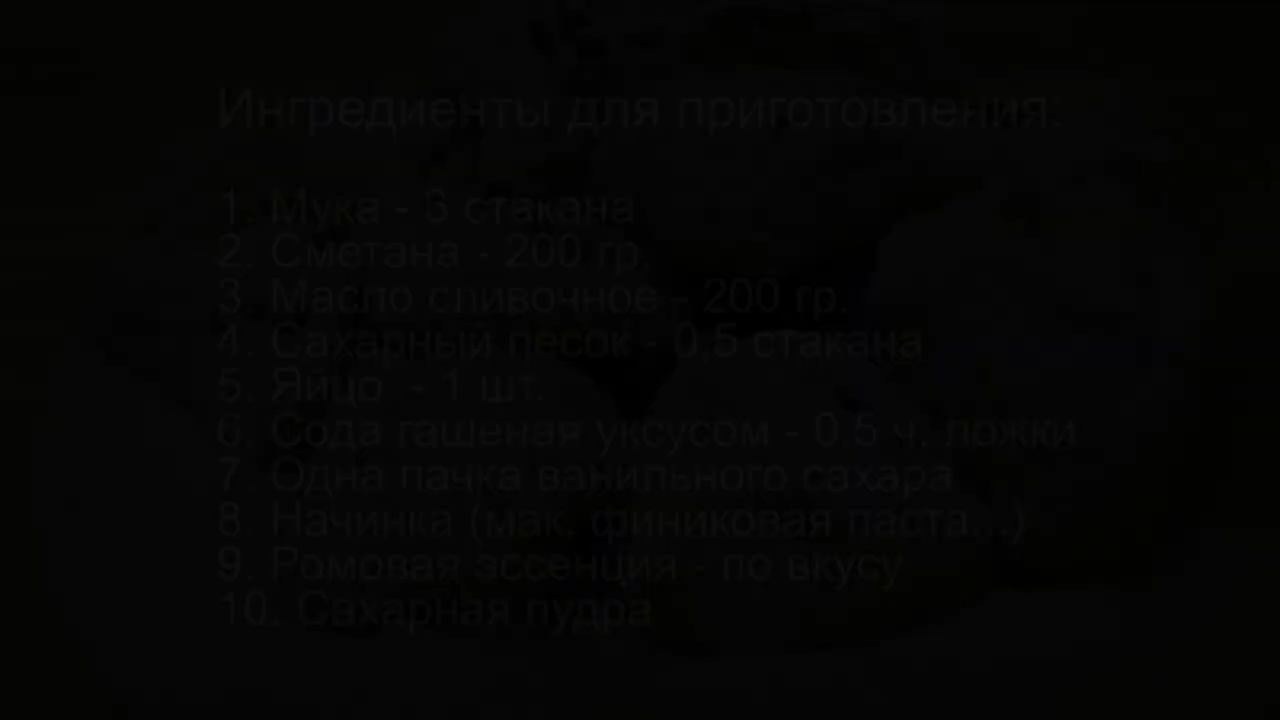 Ингредиенты для приготовления:
1. Мука - 3 стакана
2. Сметана - 200 гр.
3. Масло сливочное - 200 гр.
4. Сахарный песок - 0,5 стакана
5. Яйцо - 1 шт.
6. Сода гашеная уксусом - 0,5 ч. ложки
7. Одна пачка ванильного сахара
8. Начинка (мак. финиковая паста...)
9. Ромовая эссенция - по вкусу
10. Сахарная пудра